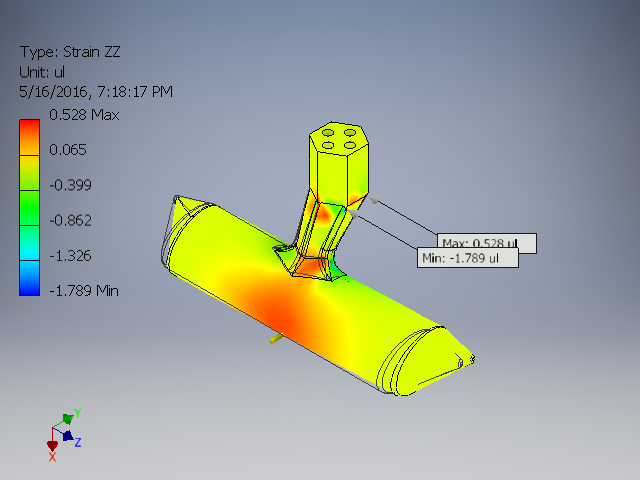 Type: Strain ZZ
Unit: ul
5/16/2016, 7:18:17 PM
0.528 Max
0.065
-0.399
-0.862
-1.326
-1.789 Min
Max: 0.528 ul
Min: -1.789 ul
Y
Z
X